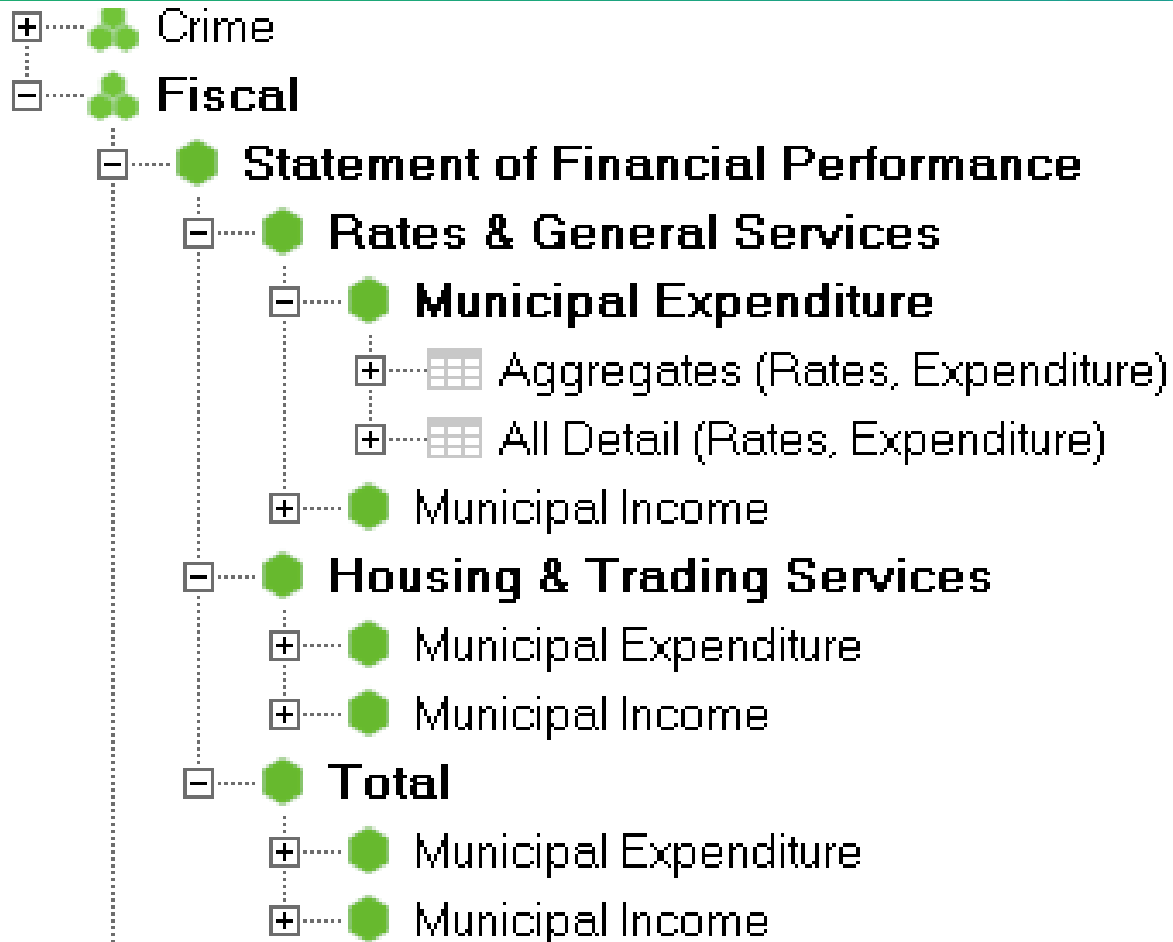 Crime
Fiscal
Statement of Financial Performance
Rates & General Services
Municipal Expenditure
Aggregates (Rates, Expenditure)
All Detail (Rates, Expenditure)
Municipal Income
Housing & Trading Services
Municipal Expenditure
Municipal Income
Total
Municipal Expenditure
Municipal Income